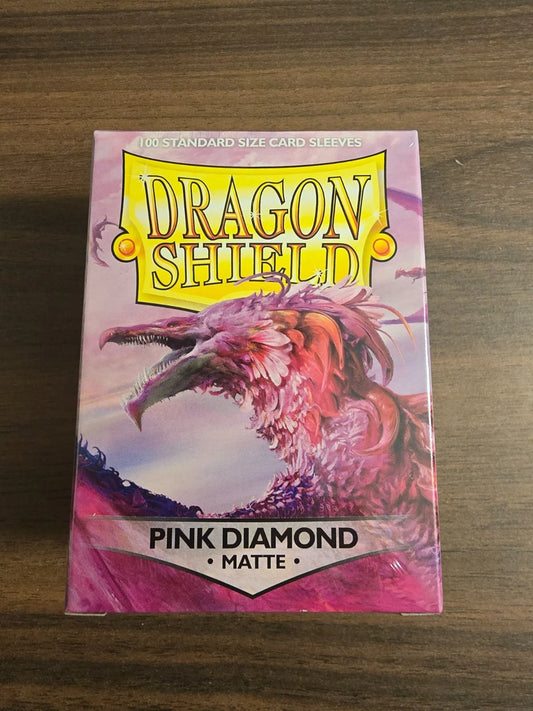 100 STANDARD SIZE CARD SLEEVES
DRAGON
SHIELD
PINK DIAMOND
• MATTE •